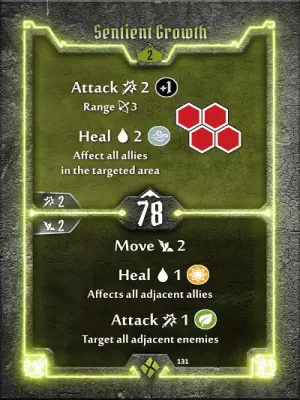 Sentient Growth
2
Attack 2 +1
Range 3
Heal 2
Affect all allies
in the targeted area
2
78
2
Move 2
Heal 1
Affects all adjacent allies
Attack 1
Target all adjacent enemies
131